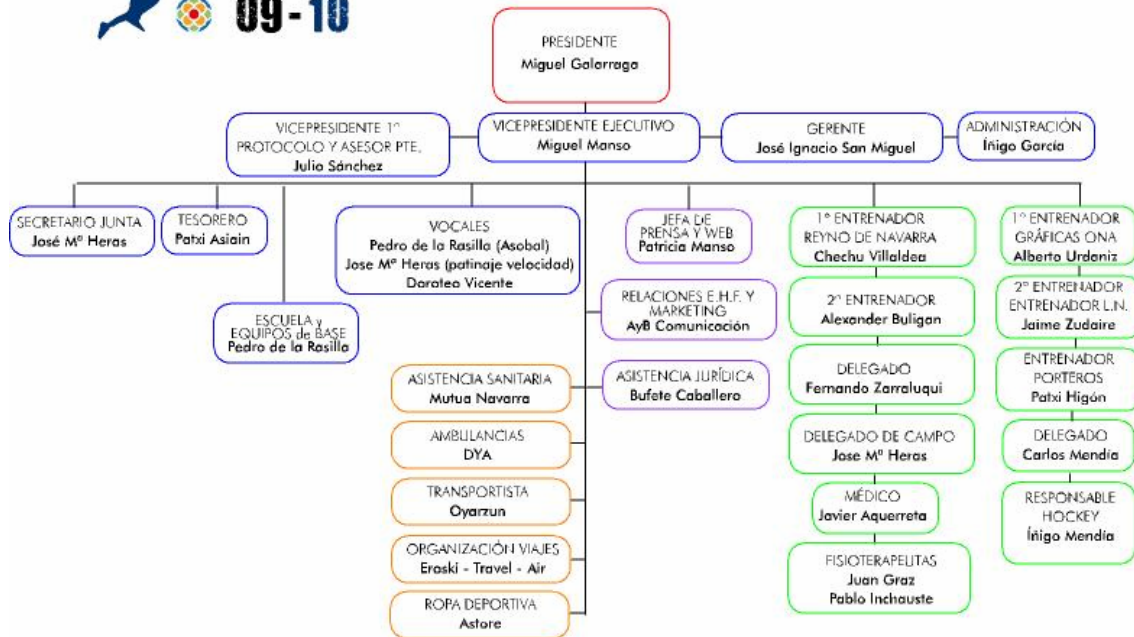 09-10
PRESIDENTE
Miguel Galarraga
VICEPRESIDENTE 1º
PROTOCOLO Y ASESOR PTE.
Julio Sánchez
VICEPRESIDENTE EJECUTIVO
Miguel Manso
GERENTE
José Ignacio San Miguel
ADMINISTRACIÓN
Íñigo García
SECRETARIO JUNTA
José Mª Heras
TESORERO
Patxi Asiain
ESCUELA y
EQUIPOS de BASE
Pedro de la Rasilla
VOCALES
Pedro de la Rasilla (Asobal)
Jose Mª Heras (patinaje velocidad)
Doroteo Vicente
JEFA DE
PRENSA Y WEB
Patricia Manso
RELACIONES E.H.F. Y
MARKETING
AyB Comunicación
ASISTENCIA JURÍDICA
Bufete Caballero
ASISTENCIA SANITARIA
Mutua Navarra
AMBULANCIAS
DYA
TRANSPORTISTA
Oyarzun
ORGANIZACIÓN VIAJES
Eroski - Travel - Air
ROPA DEPORTIVA
Astore
1º ENTRENADOR
REYNO DE NAVARRA
Chechu Villaldea
2º ENTRENADOR
Alexander Buligan
DELEGADO
Fernando Zarraluqui
DELEGADO DE CAMPO
Jose Mª Heras
MÉDICO
Javier Aquerreta
FISIOTERAPEUTAS
Juan Graz
Pablo Inchauste
1º ENTRENADOR
GRÁFICAS ONA
Alberto Urdaniz
2º ENTRENADOR
ENTRENADOR L.N.
Jaime Zudaire
ENTRENADOR
PORTEROS
Patxi Higón
DELEGADO
Carlos Mendía
RESPONSABLE
HOCKEY
Íñigo Mendía